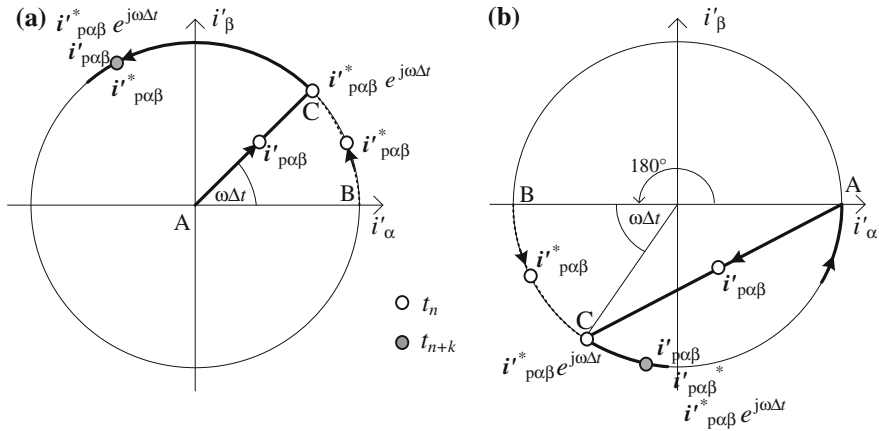 (a)
i'*pαβ e^jωΔt
i'β
i'pαβ
i'*pαβ
i'*pαβ e^jωΔt
C
i'*pαβ
i'pαβ
ωΔt
B
A
i'α
tn
tn+k
(b)
i'β
180°
B
A
ωΔt
i'α
i'*pαβ
i'pαβ
C
i'*pαβ e^jωΔt
i'pαβ
i'pαβ*
i'*pαβ e^jωΔt